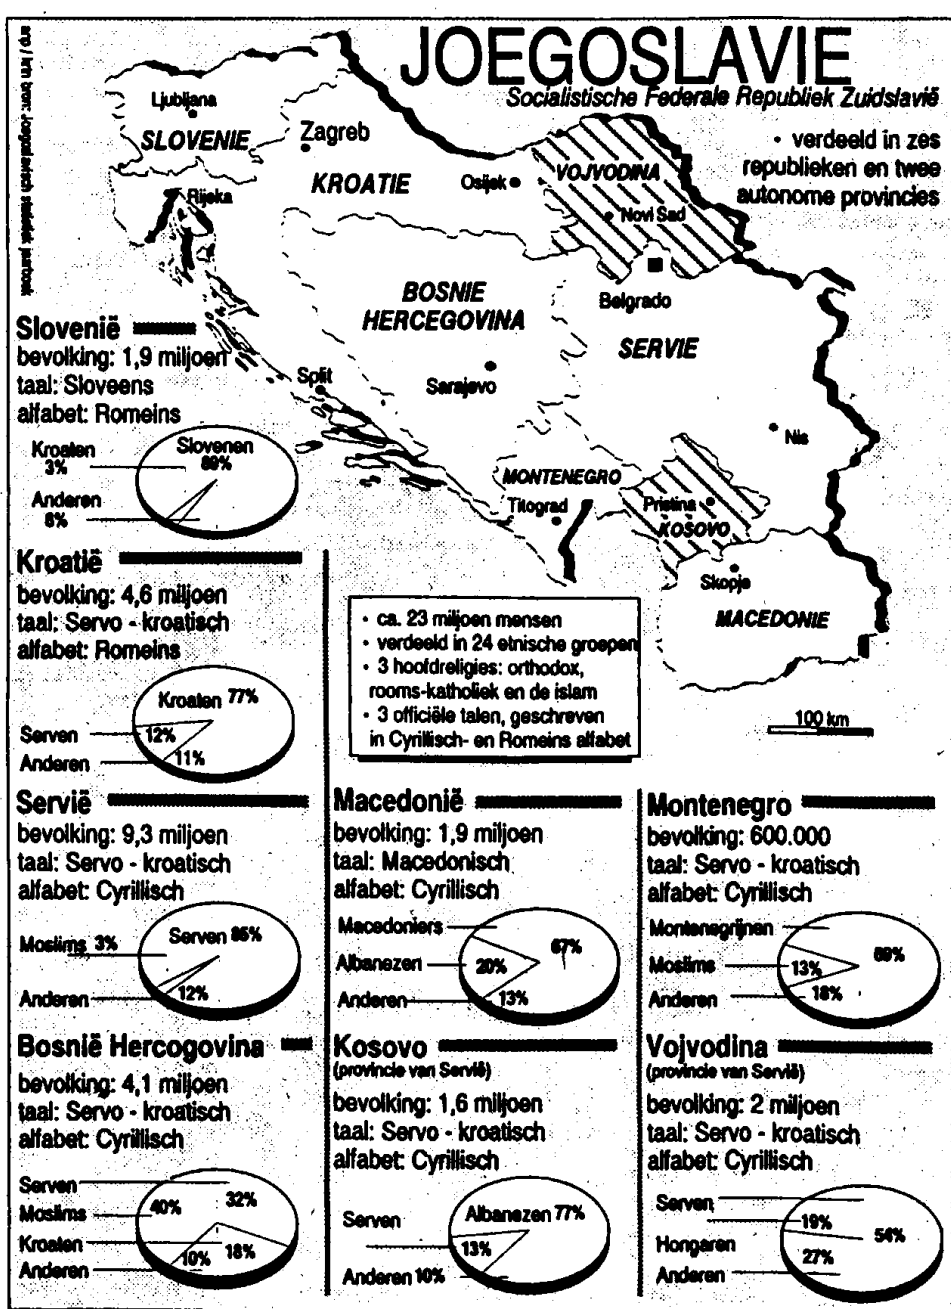 JOEGOSLAVIE
Socialistische Federale Republiek Zuidslavië
• verdeeld in zes
republieken en twee
autonome provincies
anp / krin bron: Joegoslavisch statistiek jaarboek
Ljubljana
SLOVENIE
Zagreb
KROATIE
Rijeka
Osijek
VOJVODINA
Novi Sad
Belgrado
BOSNIE
HERCEGOVINA
SERVIE
Sarajevo
Split
Nis
MONTENEGRO
Titograd
Pristina
KOSOVO
Skopje
MACEDONIE
100 km
Slovenië
bevolking: 1,9 miljoen
taal: Sloveens
alfabet: Romeins
Kroaten
3%
Slovenen
Anderen
Kroatië
bevolking: 4,6 miljoen
taal: Servo - kroatisch
alfabet: Romeins
Kroaten 77%
Serven
12%
Anderen
11%
• ca. 23 miljoen mensen
• verdeeld in 24 etnische groepen
• 3 hoofdreligies: orthodox,
rooms-katholiek en de islam
• 3 officiële talen, geschreven
in Cyrillisch- en Romeins alfabet
Servië
bevolking: 9,3 miljoen
taal: Servo - kroatisch
alfabet: Cyrillisch
Moslims 3%
Serven 85%
Anderen
12%
Macedonië
bevolking: 1,9 miljoen
taal: Macedonisch
alfabet: Cyrillisch
Macedoniers
67%
Albanezen
20%
Anderen
13%
Montenegro
bevolking: 600.000
taal: Servo - kroatisch
alfabet: Cyrillisch
Montenegrijnen
69%
Moslims
13%
Anderen
18%
Bosnië Hercogovina
bevolking: 4,1 miljoen
taal: Servo - kroatisch
alfabet: Cyrillisch
Serven
32%
Moslims
40%
Kroaten
18%
Anderen
10%
Kosovo
(provincie van Servië)
bevolking: 1,6 miljoen
taal: Servo - kroatisch
alfabet: Cyrillisch
Albanezen 77%
Serven
13%
Anderen 10%
Vojvodina
(provincie van Servië)
bevolking: 2 miljoen
taal: Servo - kroatisch
alfabet: Cyrillisch
Serven
54%
19%
Hongaren
27%
Anderen